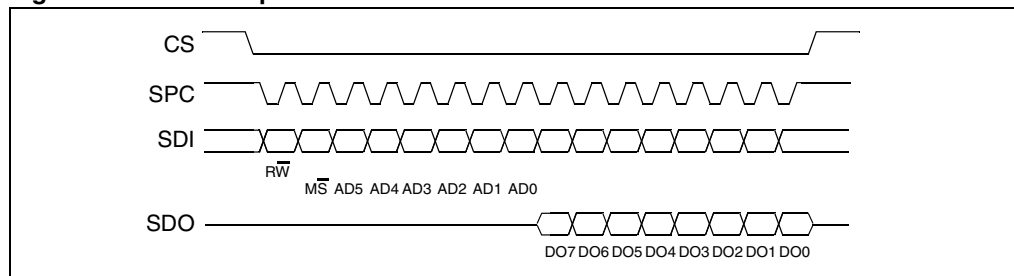 CS
SPC
SDI
RW̅
MS̅ AD5 AD4 AD3 AD2 AD1 AD0
SDO
DO7 DO6 DO5 DO4 DO3 DO2 DO1 DO0